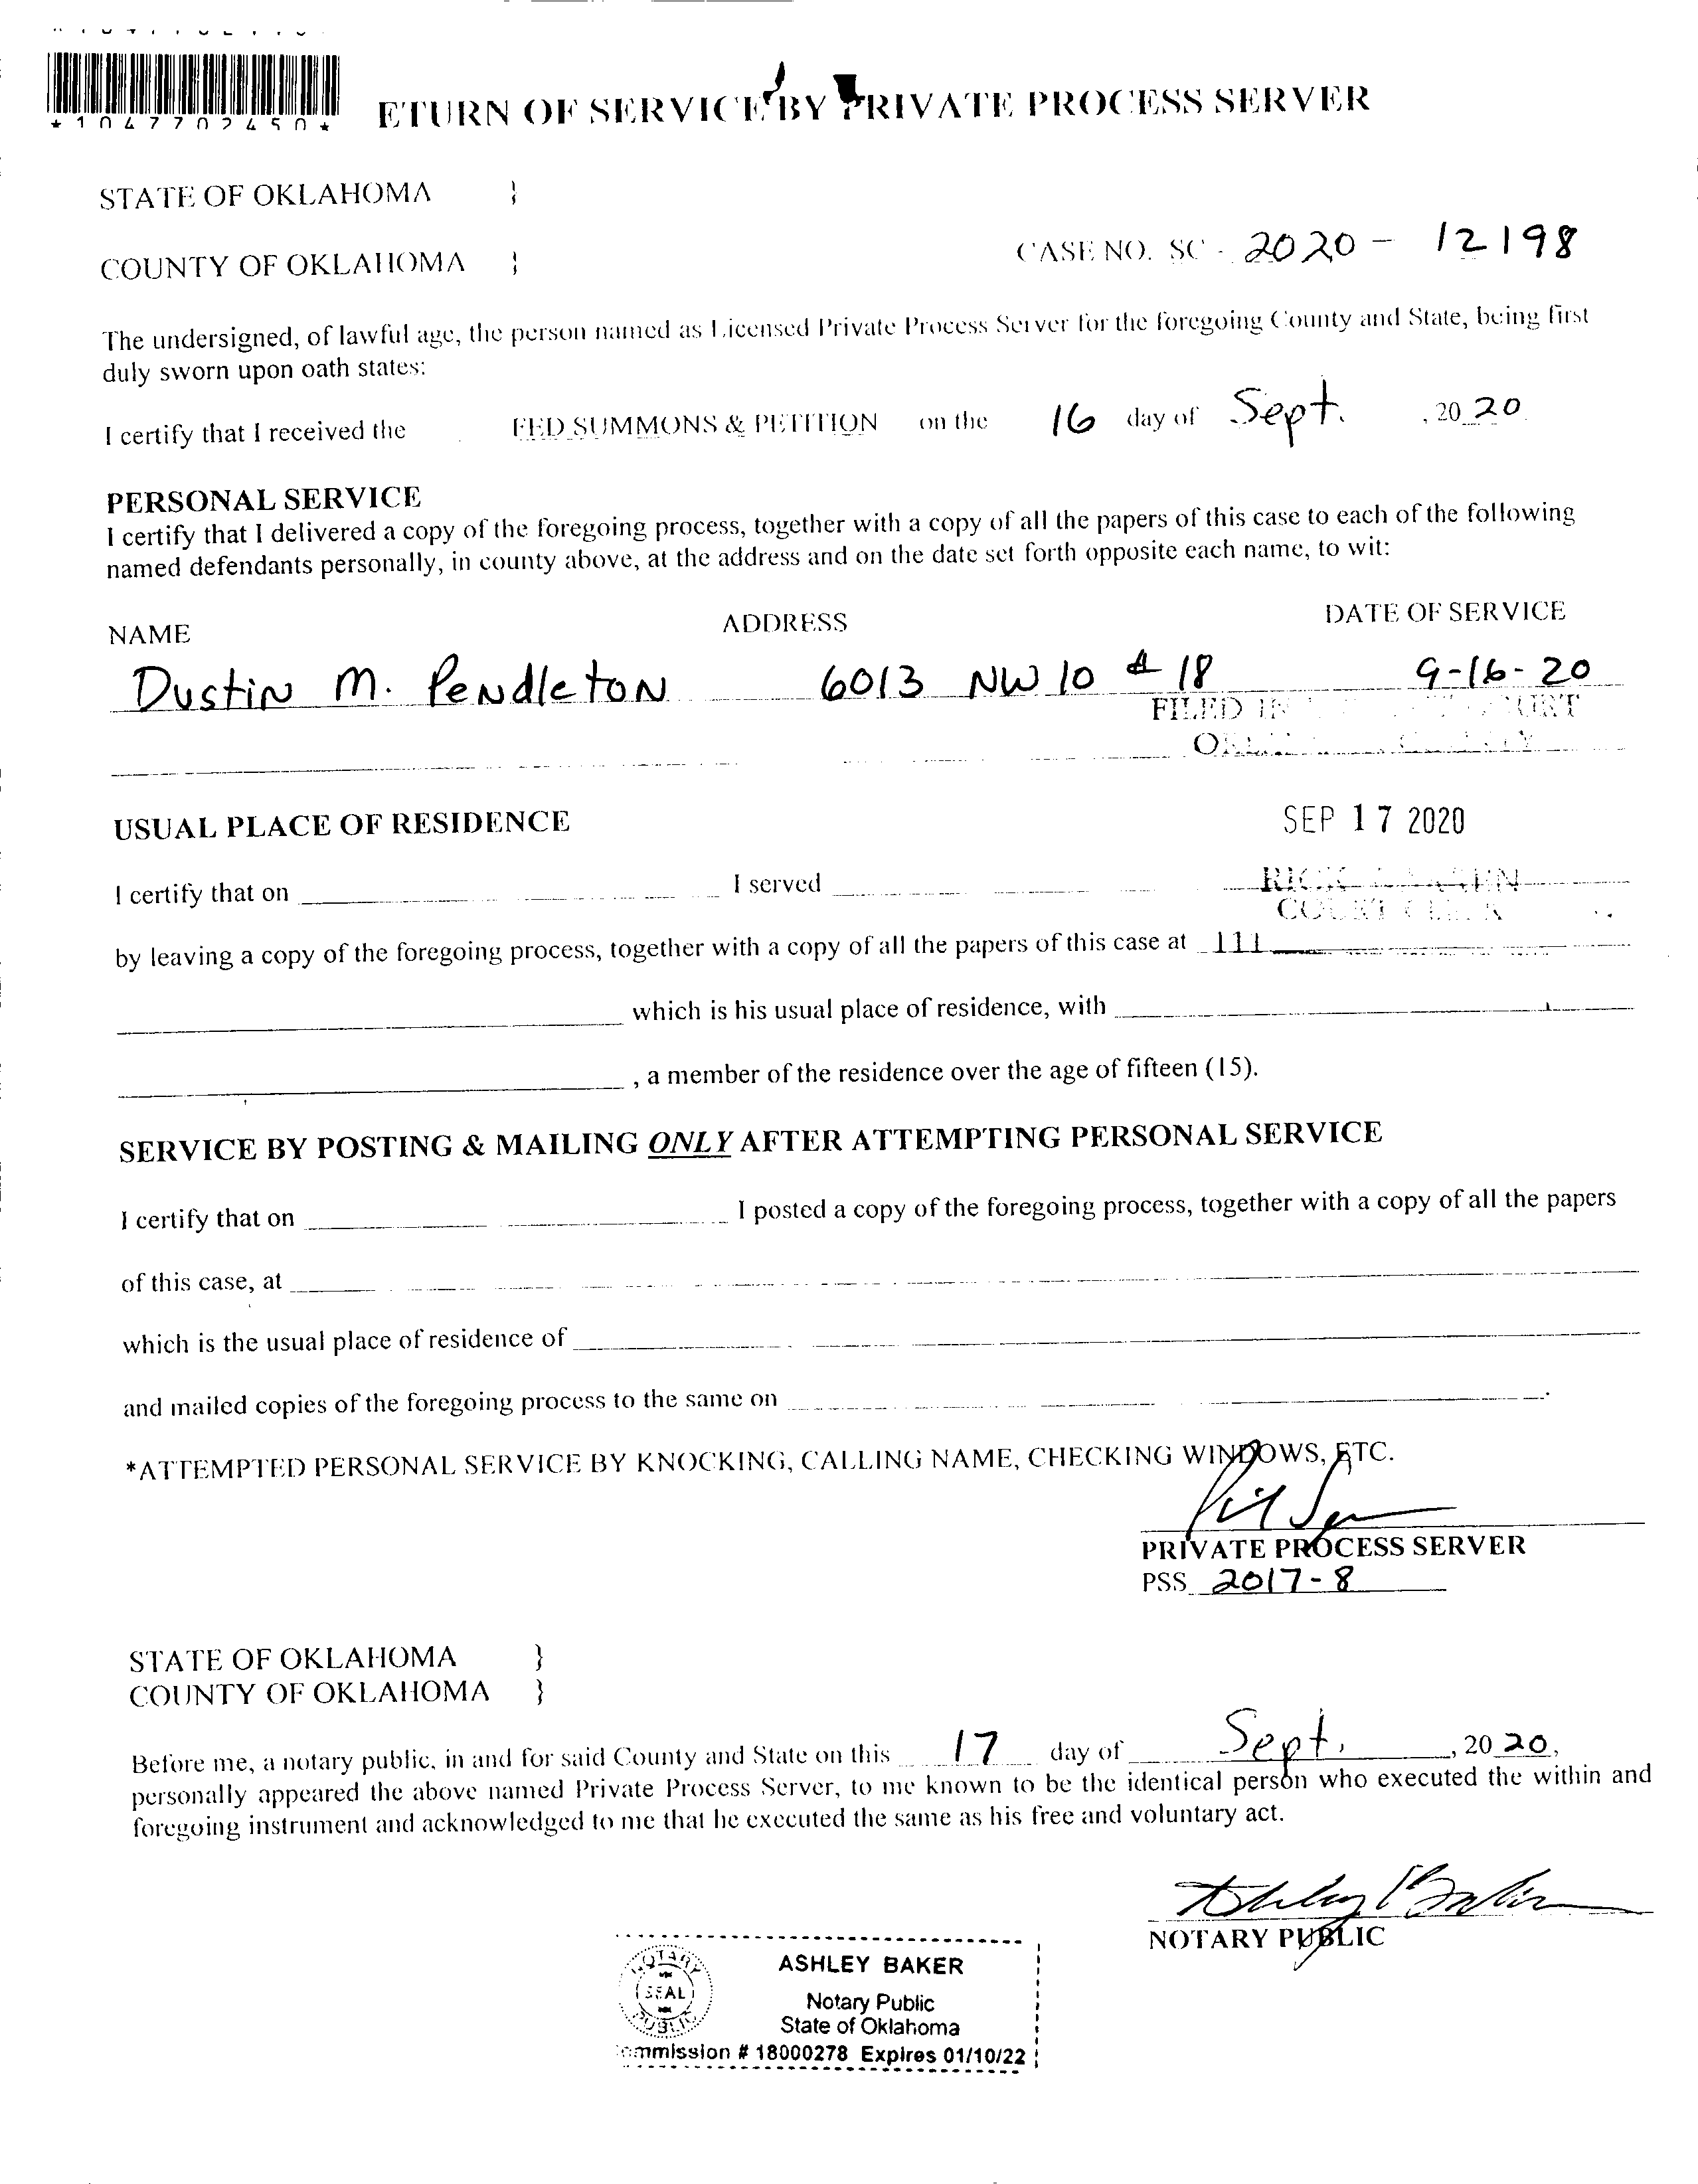 *1047702450*
ETURN OF SERVICE BY PRIVATE PROCESS SERVER
STATE OF OKLAHOMA }
COUNTY OF OKLAHOMA }
CASE NO. SC - 2020 - 12198
The undersigned, of lawful age, the person named as Licensed Private Process Server for the foregoing County and State, being first
duly sworn upon oath states:
I certify that I received the FED SUMMONS & PETITION on the 16 day of Sept. , 20 20
PERSONAL SERVICE
I certify that I delivered a copy of the foregoing process, together with a copy of all the papers of this case to each of the following
named defendants personally, in county above, at the address and on the date set forth opposite each name, to wit:
NAME ADDRESS DATE OF SERVICE
Dustin M. Pendleton 6013 NW 10 # 18 9-16-20
FILED IN COURT
USUAL PLACE OF RESIDENCE
SEP 17 2020
I certify that on I served
RICK WARREN
COURT CLERK
by leaving a copy of the foregoing process, together with a copy of all the papers of this case at 111
which is his usual place of residence, with
, a member of the residence over the age of fifteen (15).
SERVICE BY POSTING & MAILING ONLY AFTER ATTEMPTING PERSONAL SERVICE
I certify that on I posted a copy of the foregoing process, together with a copy of all the papers
of this case, at
which is the usual place of residence of
and mailed copies of the foregoing process to the same on .
*ATTEMPTED PERSONAL SERVICE BY KNOCKING, CALLING NAME, CHECKING WINDOWS, ETC.
PRIVATE PROCESS SERVER
PSS 2017-8
STATE OF OKLAHOMA }
COUNTY OF OKLAHOMA }
Before me, a notary public, in and for said County and State on this 17 day of Sept. , 20 20,
personally appeared the above named Private Process Server, to me known to be the identical person who executed the within and
foregoing instrument and acknowledged to me that he executed the same as his free and voluntary act.
Ashley Baker
NOTARY PUBLIC
NOTARY
SEAL
PUBLIC
ASHLEY BAKER
Notary Public
State of Oklahoma
ommission # 18000278 Expires 01/10/22